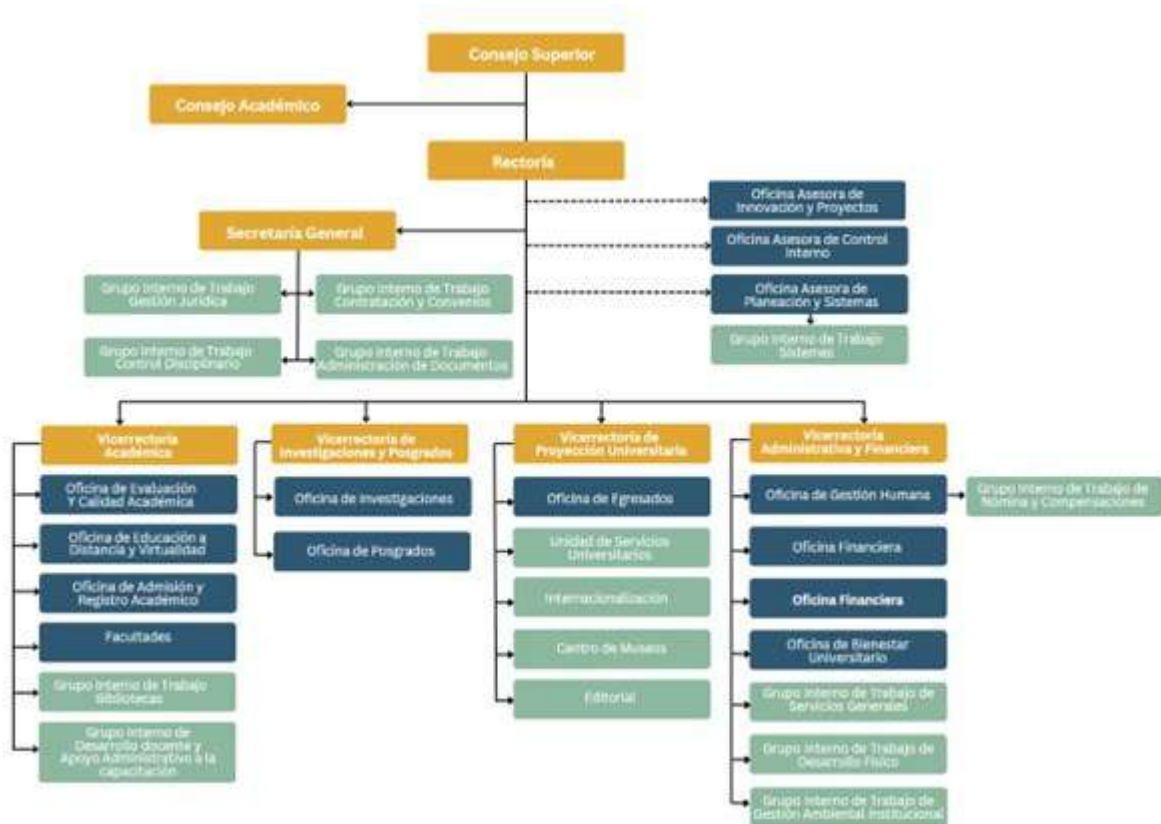 Consejo Superior
Consejo Académico
Rectoría
Oficina Asesora de
Innovación y Proyectos
Secretaría General
Oficina Asesora de Control
Interno
Grupo Interno de Trabajo
Gestión Jurídica
Grupo Interno de Trabajo
Contratación y Convenios
Oficina Asesora de
Planeación y Sistemas
Grupo Interno de Trabajo
Sistemas
Grupo Interno de Trabajo
Control Disciplinario
Grupo Interno de Trabajo
Administración de Documentos
Vicerrectoría
Académica
Oficina de Evaluación
Y Calidad Académica
Oficina de Educación a
Distancia y Virtualidad
Oficina de Admisión y
Registro Académico
Facultades
Grupo Interno de Trabajo
Bibliotecas
Grupo Interno de
Desarrollo docente y
Apoyo Administrativo a la
capacitación
Vicerrectoría de
Investigaciones y Posgrados
Oficina de Investigaciones
Oficina de Posgrados
Vicerrectoría de
Proyección Universitaria
Oficina de Egresados
Unidad de Servicios
Universitarios
Internacionalización
Centro de Museos
Editorial
Vicerrectoría
Administrativa y Financiera
Oficina de Gestión Humana
Grupo Interno de Trabajo de
Nomina y Compensaciones
Oficina Financiera
Oficina Financiera
Oficina de Bienestar
Universitario
Grupo Interno de Trabajo de
Servicios Generales
Grupo Interno de Trabajo de
Desarrollo Físico
Grupo Interno de Trabajo de
Gestión Ambiental Institucional